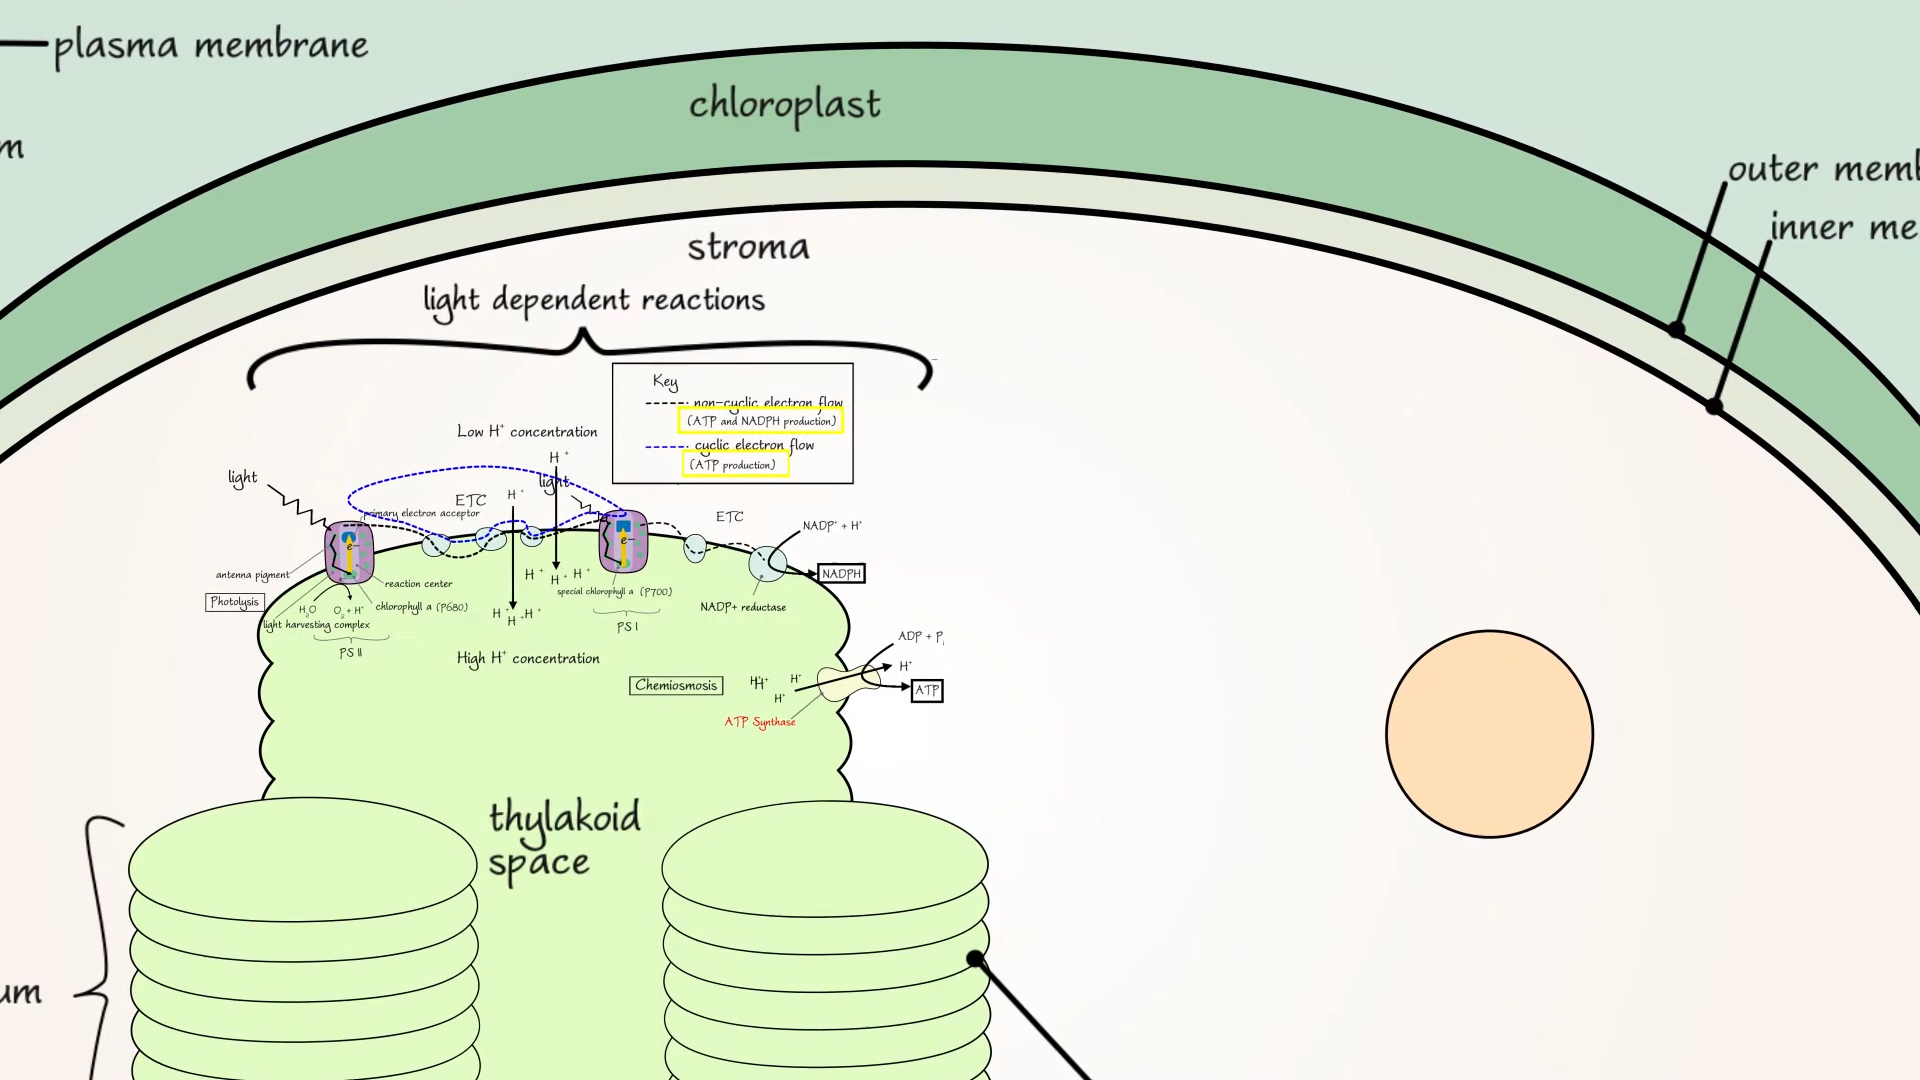 plasma membrane
chloroplast
outer memb
inner me
stroma
light dependent reactions
Key
non-cyclic electron flow
(ATP and NADPH production)
cyclic electron flow
(ATP production)
Low H⁺ concentration
H⁺
light
light
ETC
H⁺
primary electron acceptor
ETC
NADP⁺ + H⁺
e-
e-
NADPH
antenna pigment
reaction center
H⁺ H⁺ H⁺
special chlorophyll a (P700)
Photolysis
H₂O
O₂ + H⁺
chlorophyll a (P680)
H⁺ H⁺ H⁺
NADP+ reductase
light harvesting complex
PS I
PS II
ADP + Pᵢ
High H⁺ concentration
H⁺
Chemiosmosis
H⁺
H⁺
ATP
H⁺
ATP Synthase
thylakoid
space
um